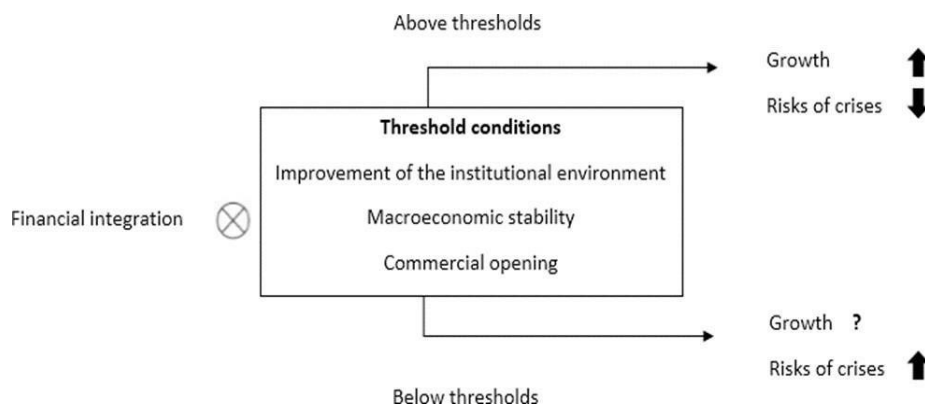 Above thresholds
Growth
Risks of crises
Threshold conditions
Improvement of the institutional environment
Financial integration
Macroeconomic stability
Commercial opening
Growth ?
Risks of crises
Below thresholds